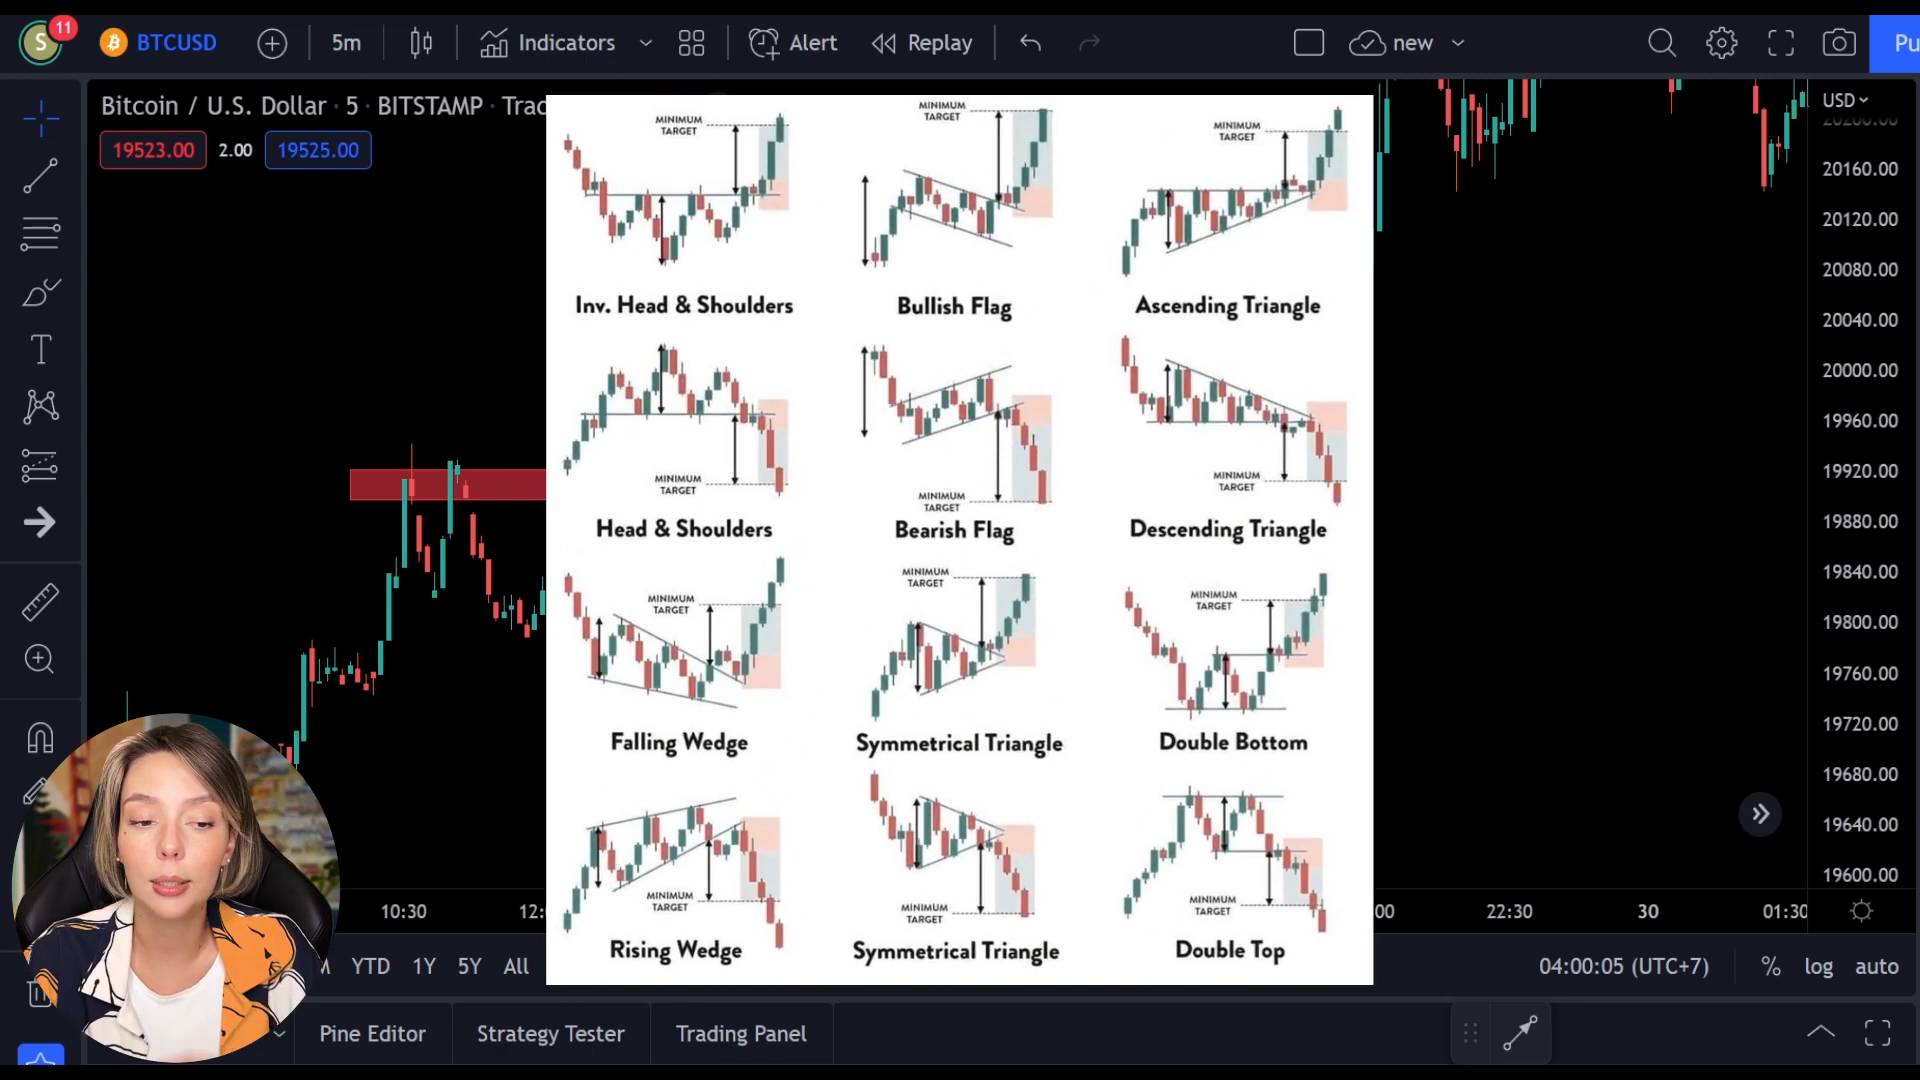 S
11
BTCUSD
5m
Indicators
Alert
Replay
new
Pu
Bitcoin / U.S. Dollar · 5 · BITSTAMP · Trad
19523.00
2.00
19525.00
USD
20160.00
20120.00
20080.00
20040.00
20000.00
19960.00
19920.00
19880.00
19840.00
19800.00
19760.00
19720.00
19680.00
19640.00
19600.00
MINIMUM
TARGET
MINIMUM
TARGET
MINIMUM
TARGET
Inv. Head & Shoulders
Bullish Flag
Ascending Triangle
MINIMUM
TARGET
MINIMUM
TARGET
MINIMUM
TARGET
Head & Shoulders
Bearish Flag
Descending Triangle
MINIMUM
TARGET
MINIMUM
TARGET
MINIMUM
TARGET
Falling Wedge
Symmetrical Triangle
Double Bottom
MINIMUM
TARGET
MINIMUM
TARGET
MINIMUM
TARGET
Rising Wedge
Symmetrical Triangle
Double Top
10:30
12:
00
22:30
30
01:30
YTD
1Y
5Y
All
04:00:05 (UTC+7)
%
log
auto
Pine Editor
Strategy Tester
Trading Panel